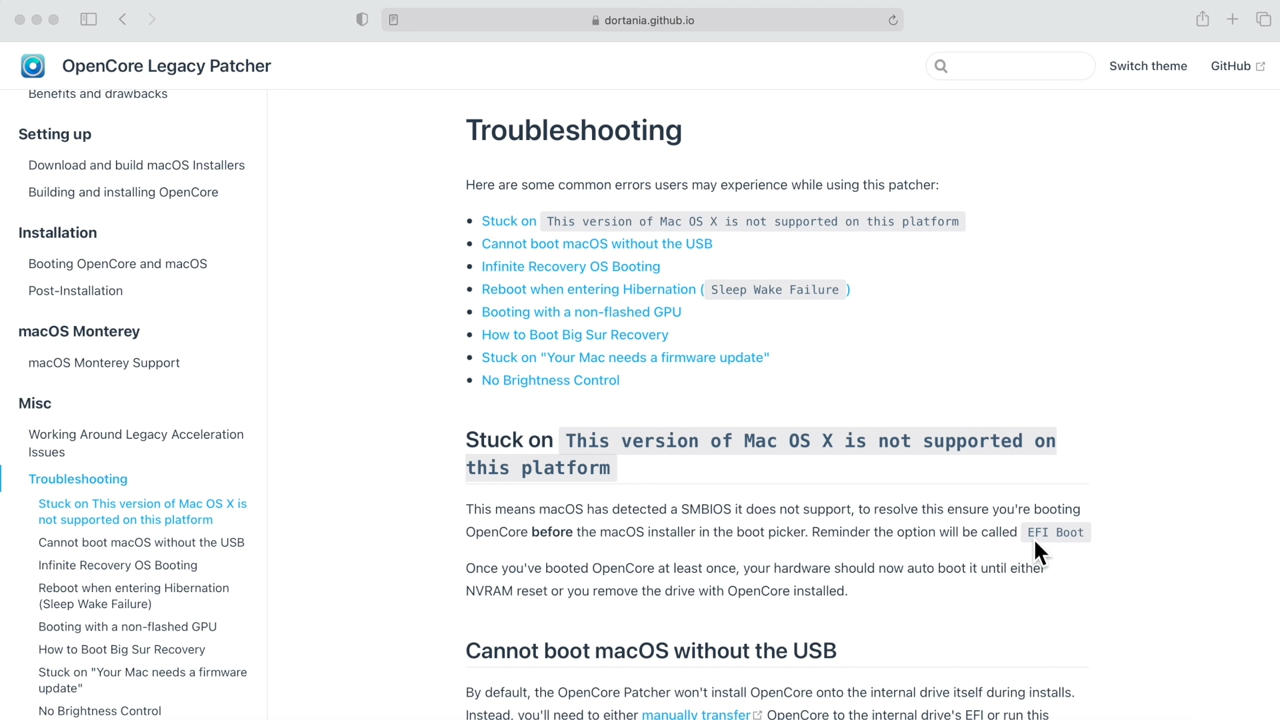 dortania.github.io
OpenCore Legacy Patcher
Switch theme
GitHub
Benefits and drawbacks
Setting up
Download and build macOS Installers
Building and installing OpenCore
Installation
Booting OpenCore and macOS
Post-Installation
macOS Monterey
macOS Monterey Support
Misc
Working Around Legacy Acceleration
Issues
Troubleshooting
Stuck on This version of Mac OS X is
not supported on this platform
Cannot boot macOS without the USB
Infinite Recovery OS Booting
Reboot when entering Hibernation
(Sleep Wake Failure)
Booting with a non-flashed GPU
How to Boot Big Sur Recovery
Stuck on "Your Mac needs a firmware
update"
No Brightness Control
Troubleshooting
Here are some common errors users may experience while using this patcher:
• Stuck on This version of Mac OS X is not supported on this platform
• Cannot boot macOS without the USB
• Infinite Recovery OS Booting
• Reboot when entering Hibernation ( Sleep Wake Failure )
• Booting with a non-flashed GPU
• How to Boot Big Sur Recovery
• Stuck on "Your Mac needs a firmware update"
• No Brightness Control
Stuck on This version of Mac OS X is not supported on
this platform
This means macOS has detected a SMBIOS it does not support, to resolve this ensure you're booting
OpenCore before the macOS installer in the boot picker. Reminder the option will be called EFI Boot
Once you've booted OpenCore at least once, your hardware should now auto boot it until either
NVRAM reset or you remove the drive with OpenCore installed.
Cannot boot macOS without the USB
By default, the OpenCore Patcher won't install OpenCore onto the internal drive itself during installs.
Instead, you'll need to either manually transfer OpenCore to the internal drive's EFI or run this